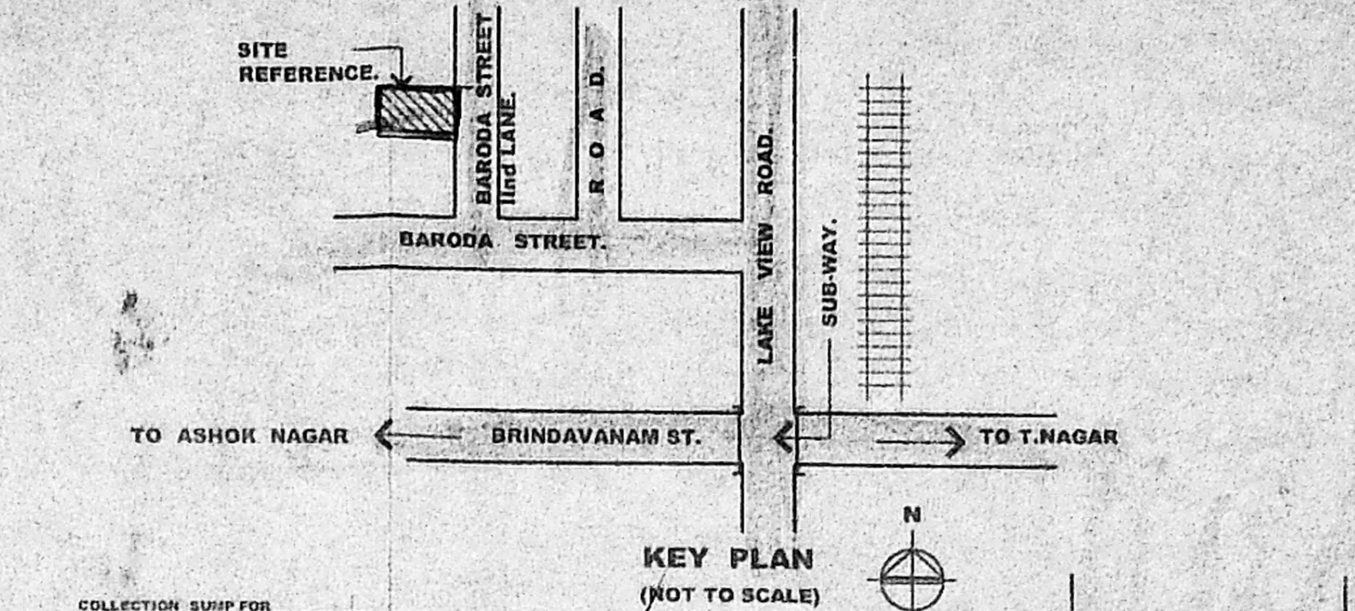 SITE
REFERENCE.
BARODA STREET
IInd LANE.
R O A D.
LAKE VIEW ROAD.
SUB-WAY.
BARODA STREET.
TO ASHOK NAGAR
BRINDAVANAM ST.
TO T.NAGAR
N
KEY PLAN
(NOT TO SCALE)
COLLECTION SUMP FOR